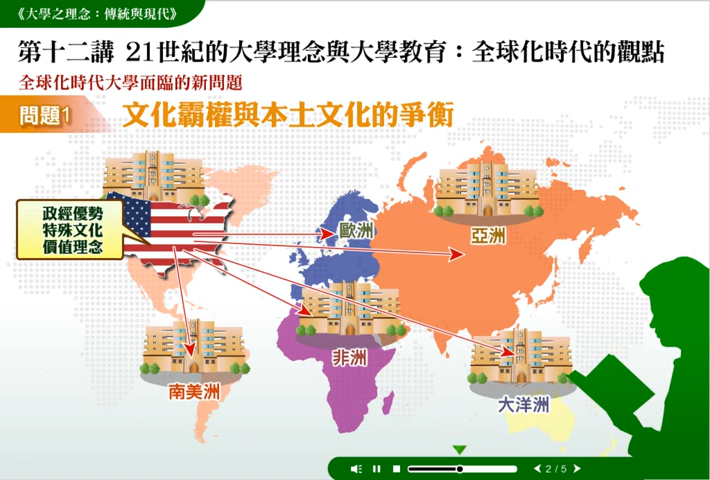 《大學之理念：傳統與現代》
第十二講 21世紀的大學理念與大學教育：全球化時代的觀點
全球化時代大學面臨的新問題
問題1 文化霸權與本土文化的爭衡
政經優勢
特殊文化
價值理念
歐洲
亞洲
非洲
南美洲
大洋洲
2 / 5